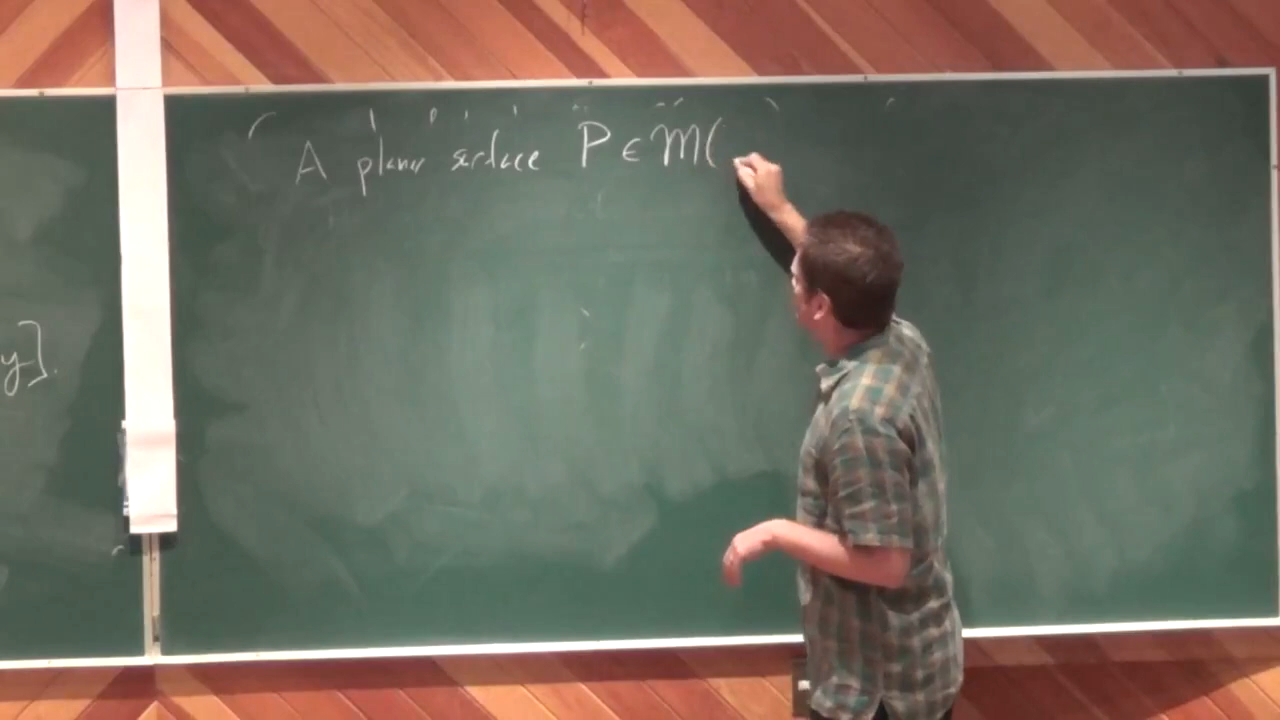 A planar surface P ∈ M(
y].